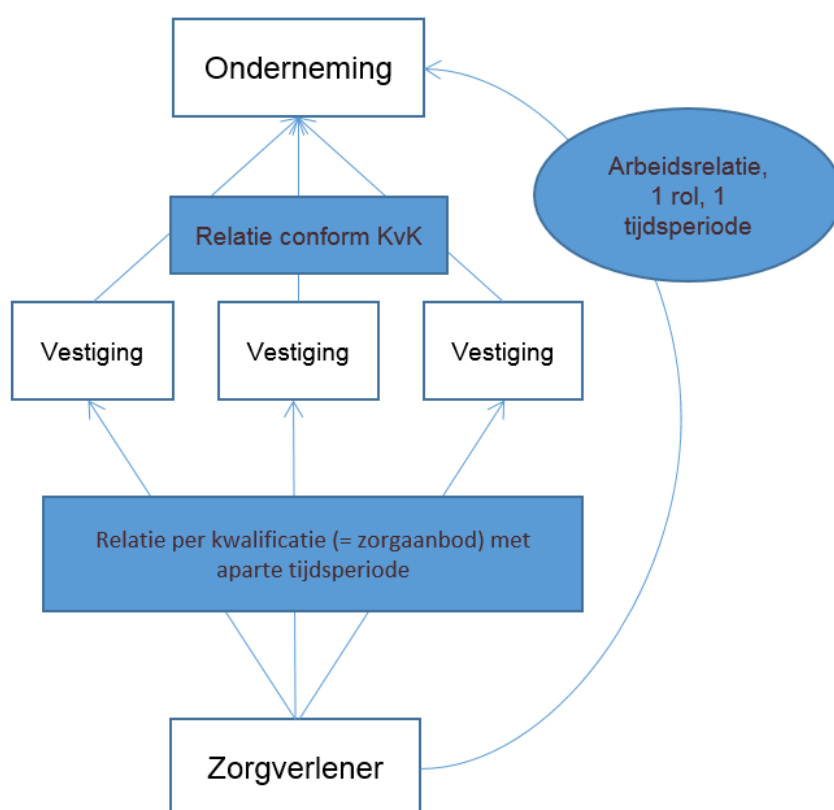 Onderneming
Arbeidsrelatie,
1 rol, 1
tijdsperiode
Relatie conform KvK
Vestiging
Vestiging
Vestiging
Relatie per kwalificatie (= zorgaanbod) met
aparte tijdsperiode
Zorgverlener